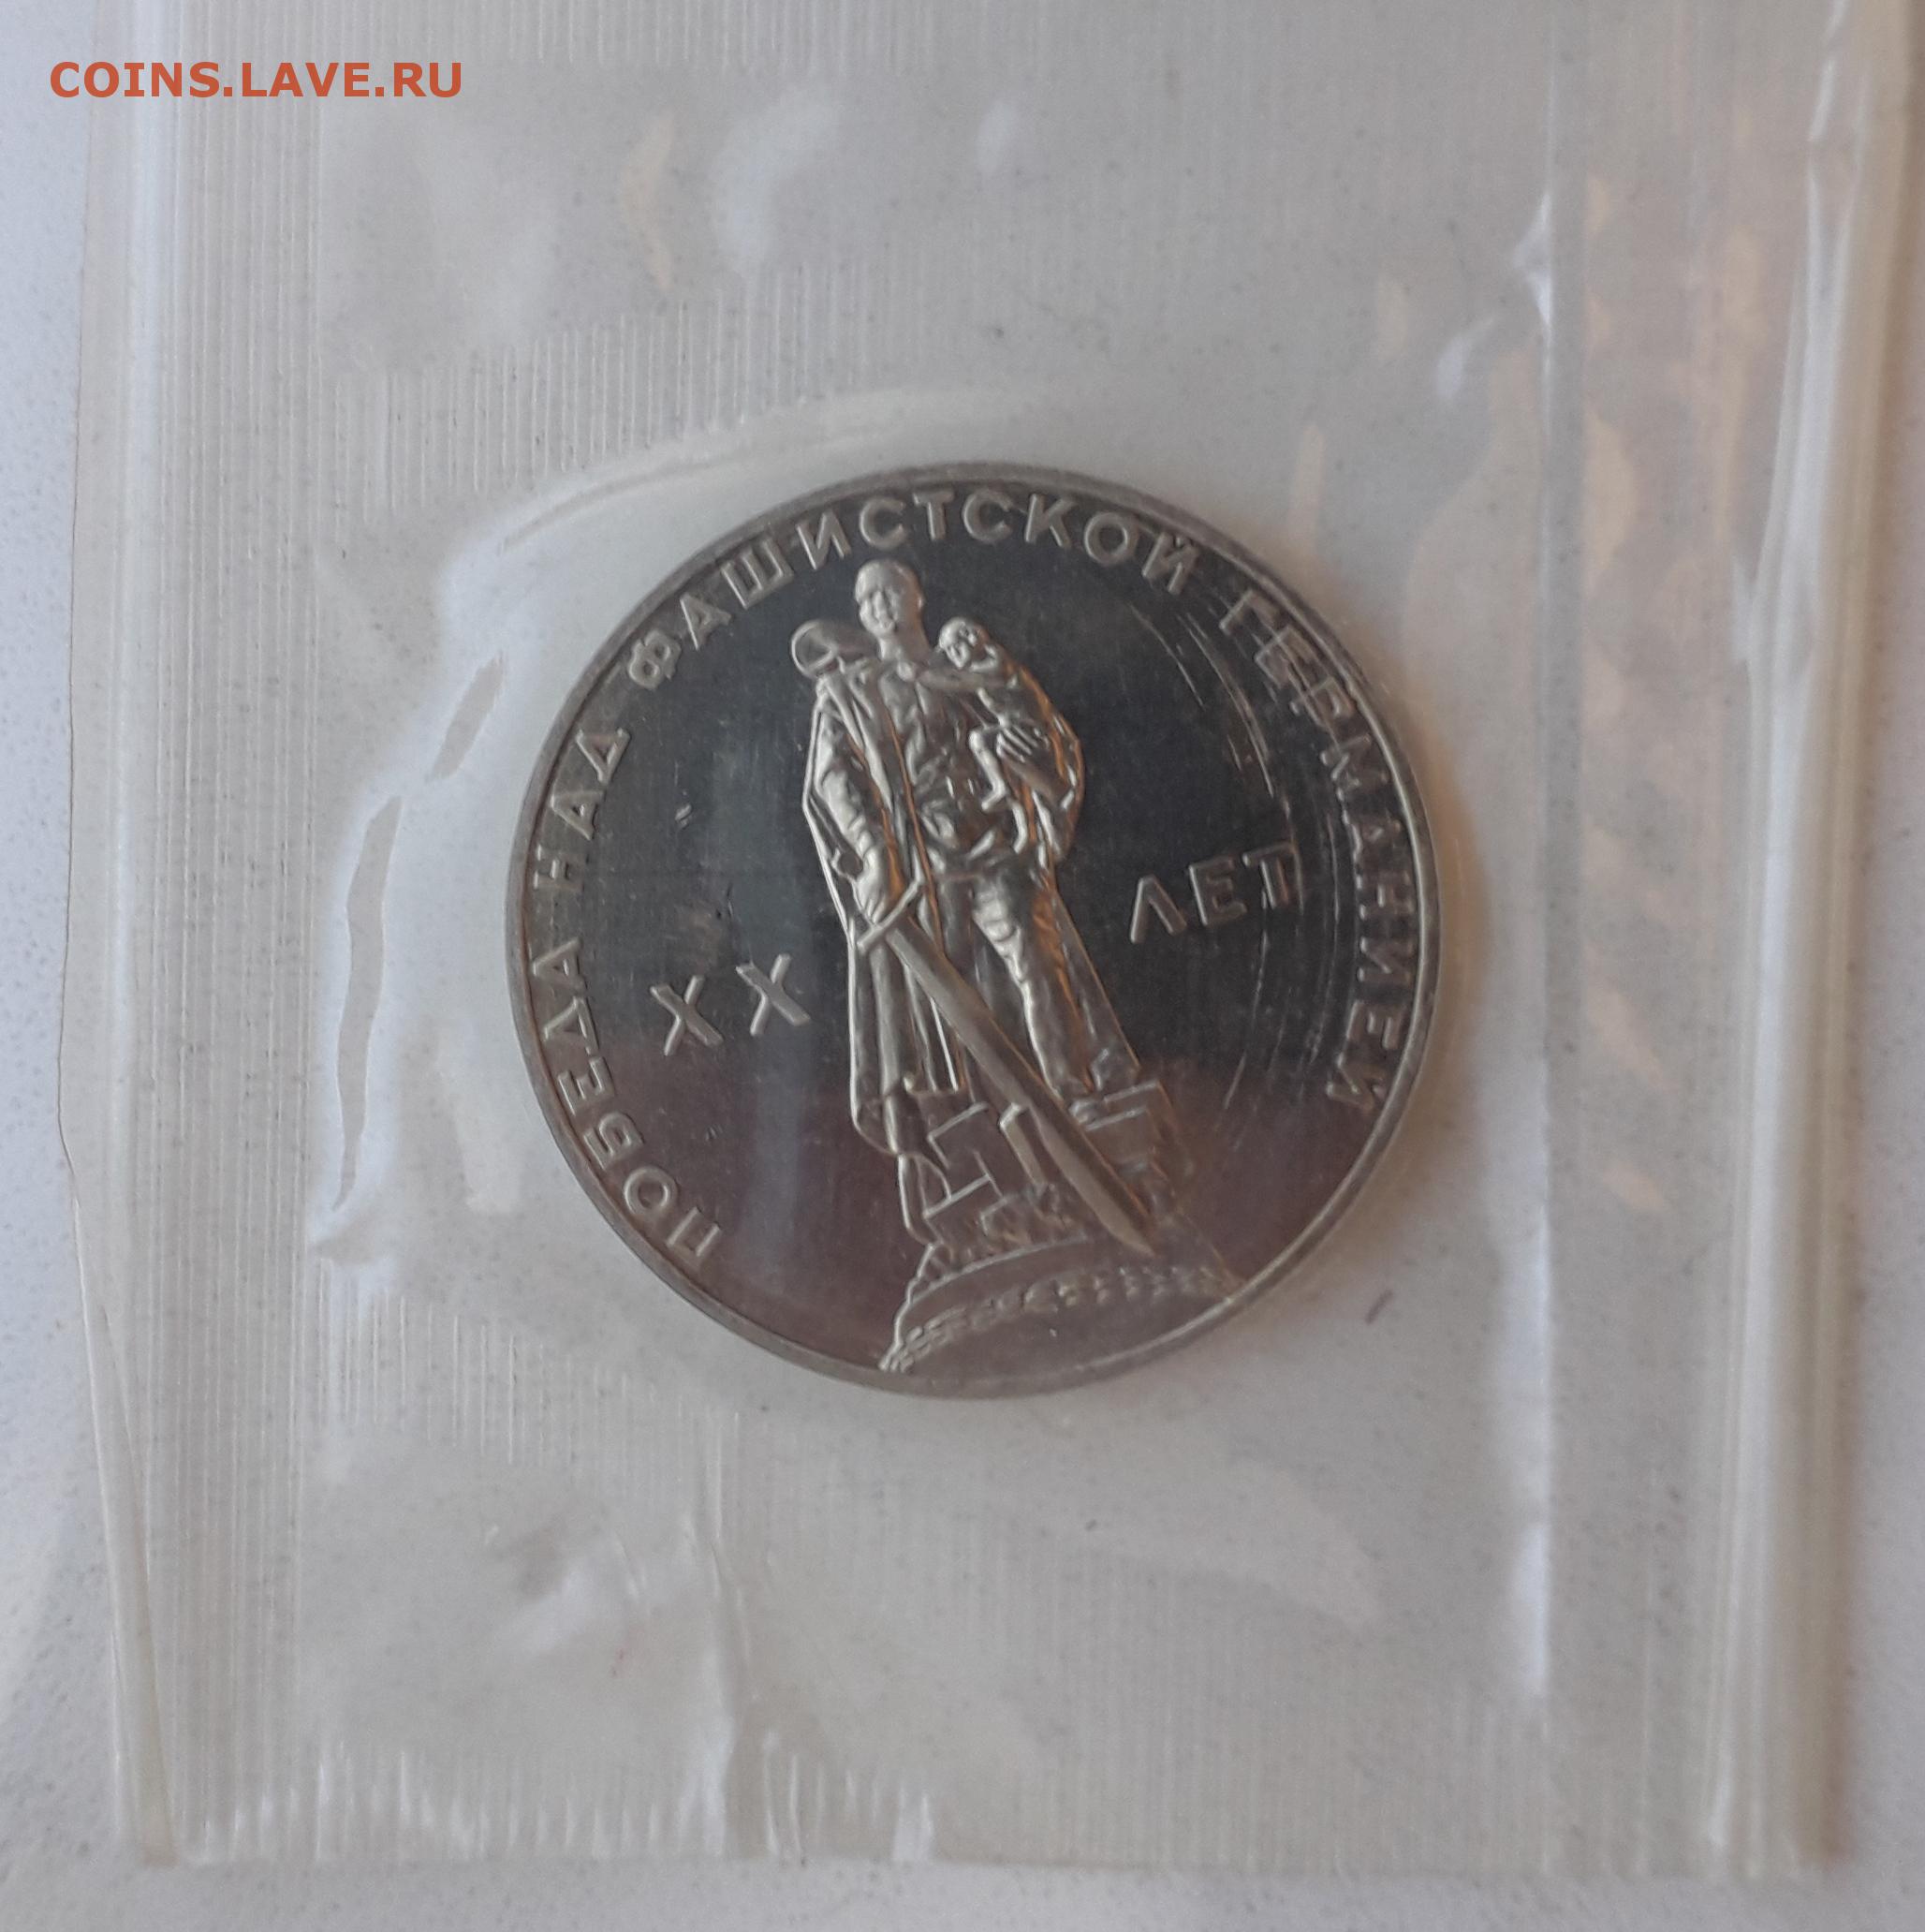 COINS.LAVE.RU
ПОБЕДА НАД ФАШИСТСКОЙ ГЕРМАНИЕЙ
XX ЛЕТ